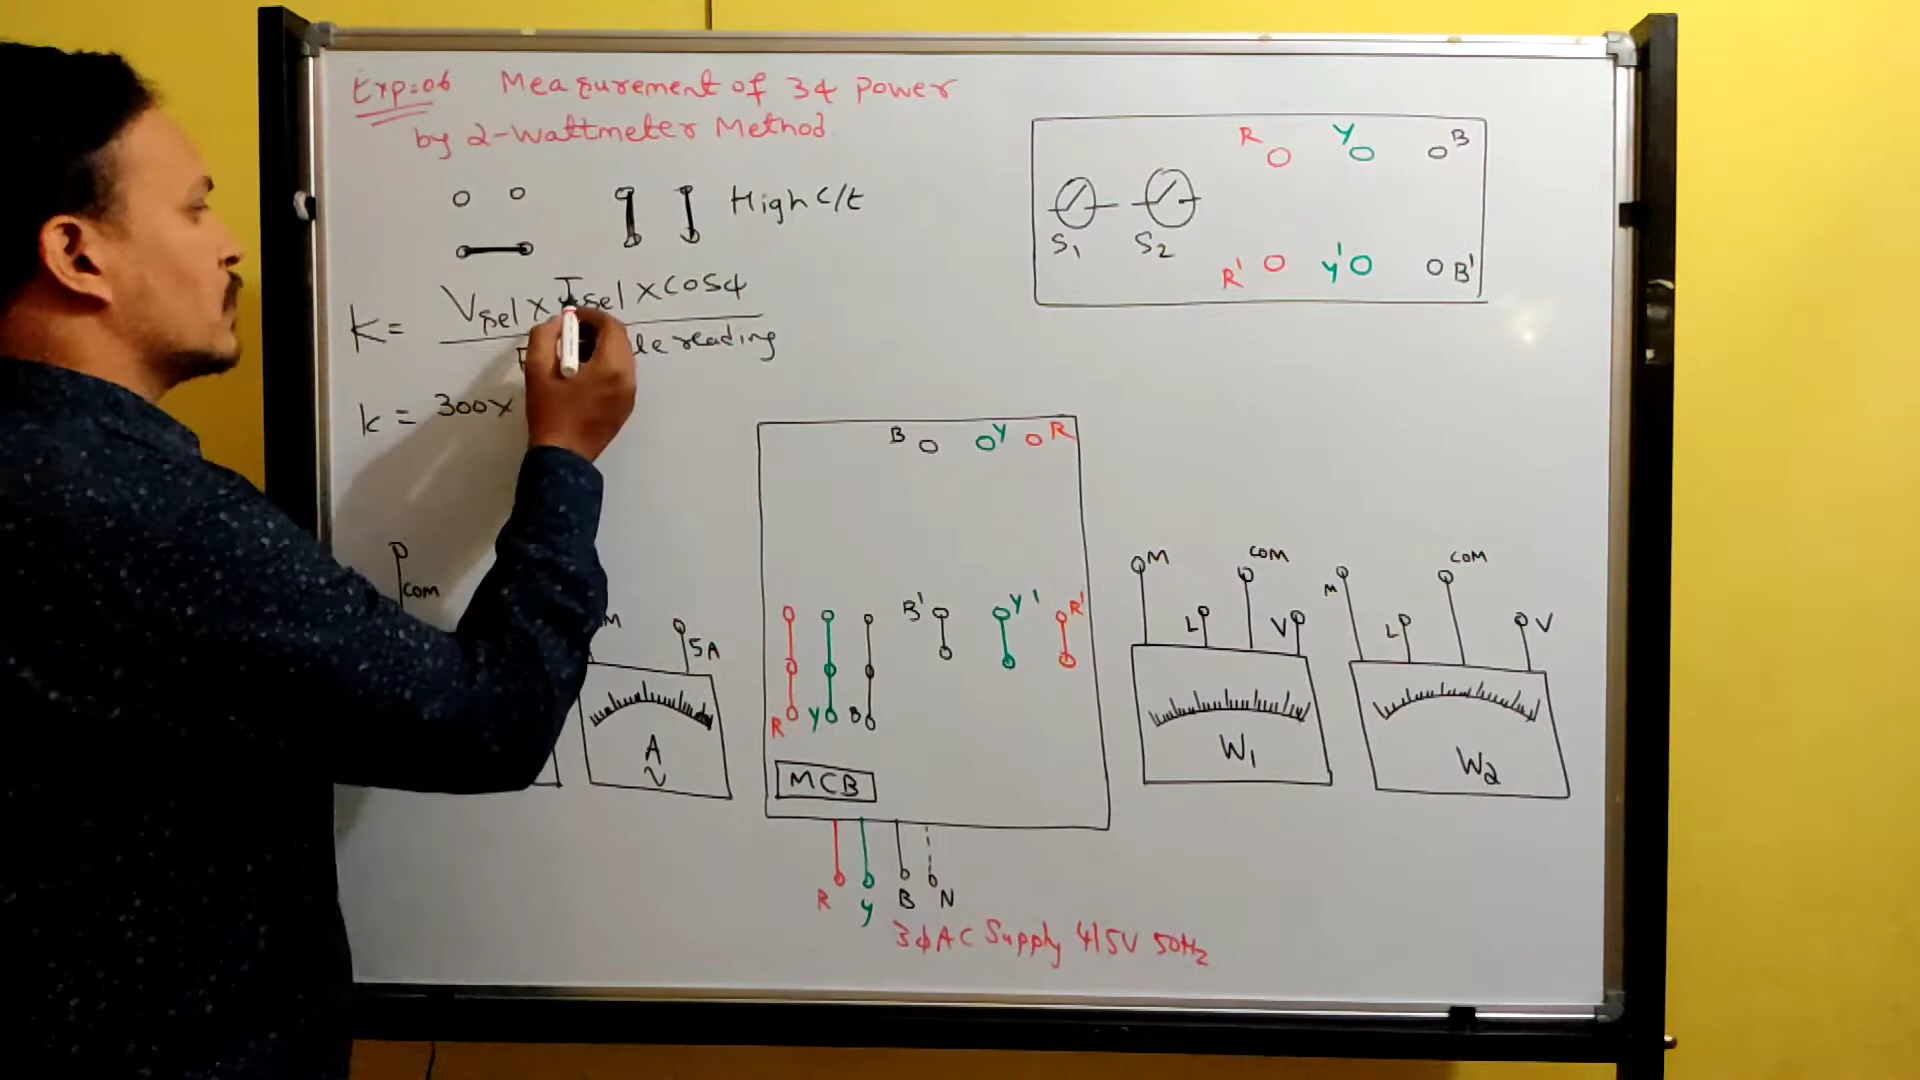 Exp:06 Measurement of 3ϕ power
by 2-Wattmeter Method
High C/t
K = Vsel x Isel x cosϕ
le reading
k = 300x
R Y B
S1 S2
R' Y' B'
B Y R
COM
M 5A
A
~
B' Y' R'
R Y B
MCB
R Y B N
3ϕ AC Supply 415V 50Hz
M L COM V
W1
M L COM V
W2